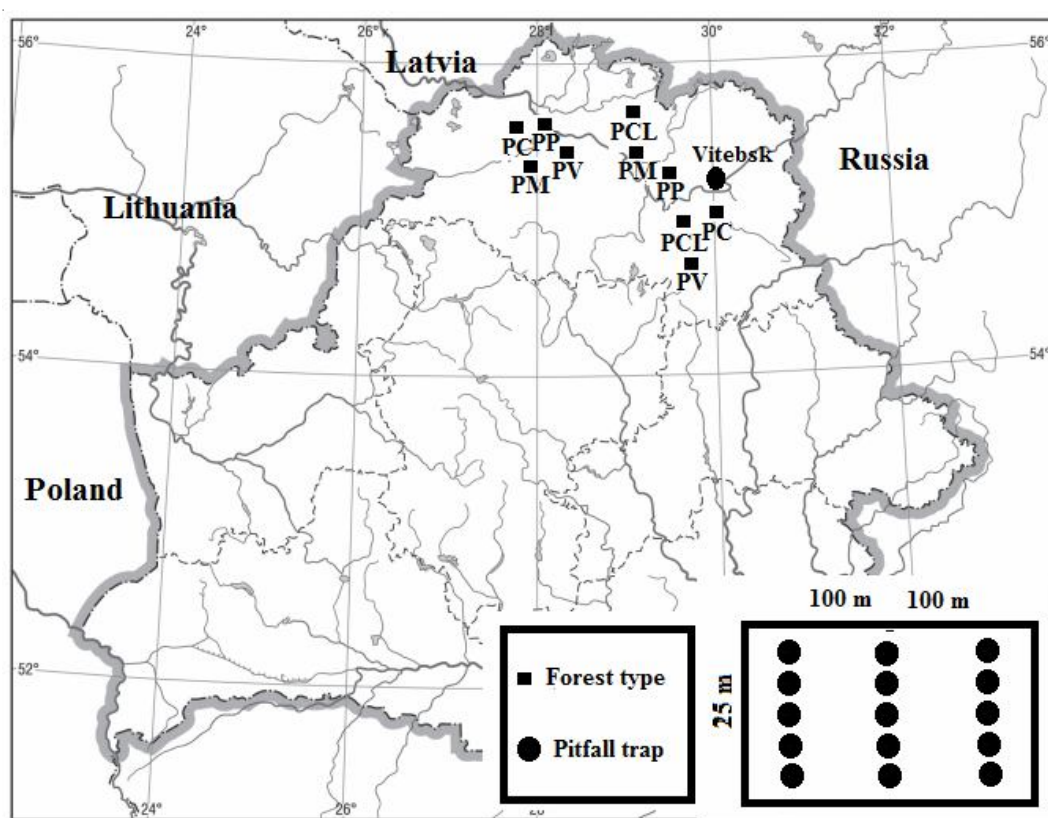 24° 26° 28° 30° 32°
56° 56°
Latvia
PC PP PCL
PV PM Vitebsk
PM PP
Russia
Lithuania
PCL PC
PV
54° 54°
Poland
100 m 100 m
52°
Forest type
25 m
Pitfall trap
24° 26°